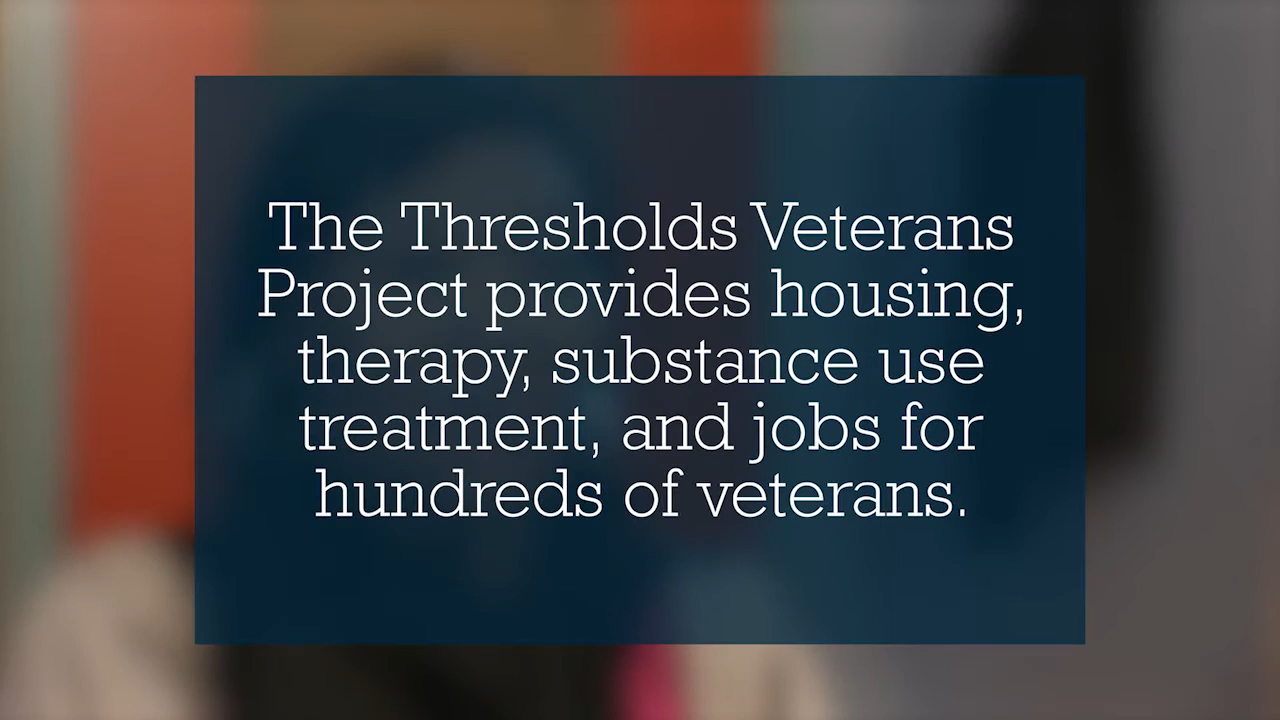 The Thresholds Veterans
Project provides housing,
therapy, substance use
treatment, and jobs for
hundreds of veterans.